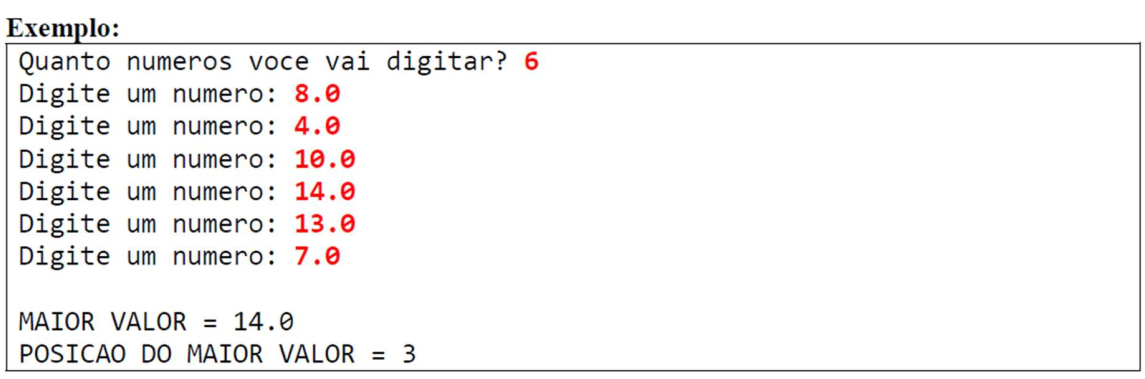 Exemplo:
Quanto numeros voce vai digitar? 6
Digite um numero: 8.0
Digite um numero: 4.0
Digite um numero: 10.0
Digite um numero: 14.0
Digite um numero: 13.0
Digite um numero: 7.0
MAIOR VALOR = 14.0
POSICAO DO MAIOR VALOR = 3